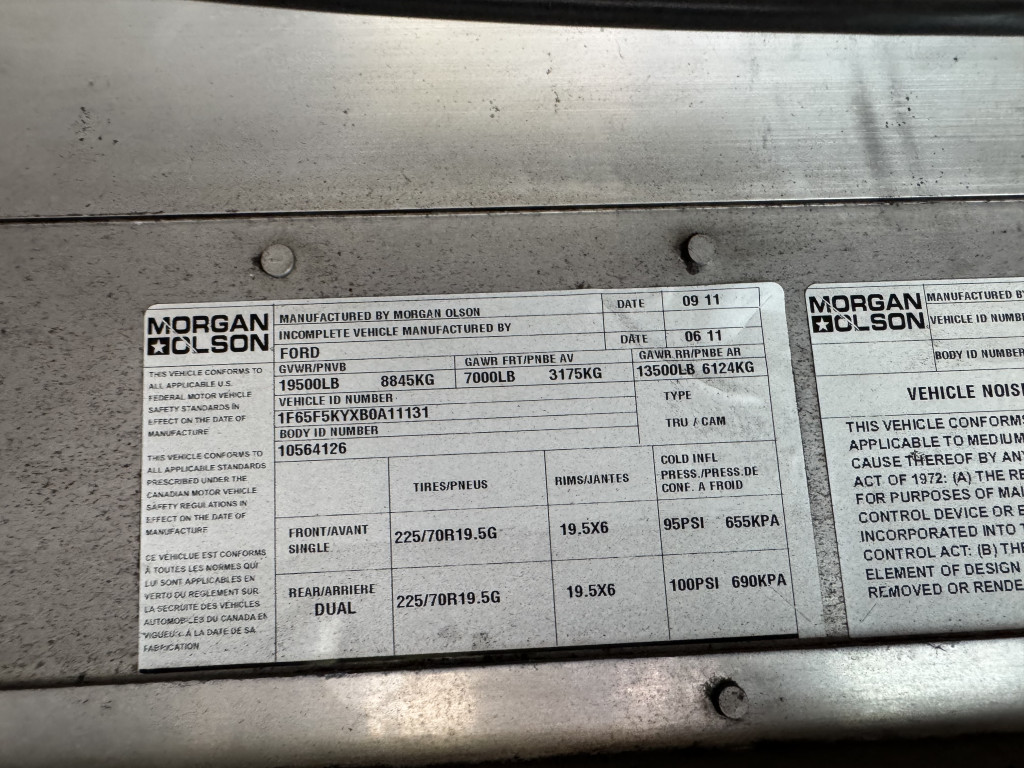 MORGAN
OLSON
MANUFACTURED BY MORGAN OLSON
DATE
09 11
INCOMPLETE VEHICLE MANUFACTURED BY
FORD
DATE
06 11
GVWR/PNVB
19500LB 8845KG
GAWR FRT/PNBE AV
7000LB 3175KG
GAWR RR/PNBE AR
13500LB 6124KG
VEHICLE ID NUMBER
1F65F5KYXB0A11131
TYPE
TRU / CAM
BODY ID NUMBER
10564126
TIRES/PNEUS
RIMS/JANTES
COLD INFL
PRESS./PRESS.DE
CONF. A FROID
FRONT/AVANT
SINGLE
225/70R19.5G
19.5X6
95PSI 655KPA
REAR/ARRIERE
DUAL
225/70R19.5G
19.5X6
100PSI 690KPA
THIS VEHICLE CONFORMS TO
ALL APPLICABLE U.S.
FEDERAL MOTOR VEHICLE
SAFETY STANDARDS IN
EFFECT ON THE DATE OF
MANUFACTURE
THIS VEHICLE CONFORMS TO
ALL APPLICABLE STANDARDS
PRESCRIBED UNDER THE
CANADIAN MOTOR VEHICLE
SAFETY REGULATIONS IN
EFFECT ON THE DATE OF
MANUFACTURE
CE VÉHICLUE EST CONFORMS
À TOUTES LES NORMES QUI
LUI SONT APPLICABLES EN
VERTO DU REGLEMENT SUR
LA SECRUITE DES VÉHICLES
AUTOMOBILES DU CANADA EN
VIGUEUR A LA DATE DE SA
FABRICATION
MORGAN
OLSON
MANUFACTURED BY
VEHICLE ID NUMBE
BODY ID NUMBER
VEHICLE NOIS
THIS VEHICLE CONFORMS
APPLICABLE TO MEDIUM
CAUSE THEREOF BY ANY
ACT OF 1972: (A) THE RE
FOR PURPOSES OF MAI
CONTROL DEVICE OR E
INCORPORATED INTO T
CONTROL ACT: (B) THE
ELEMENT OF DESIGN
REMOVED OR RENDE